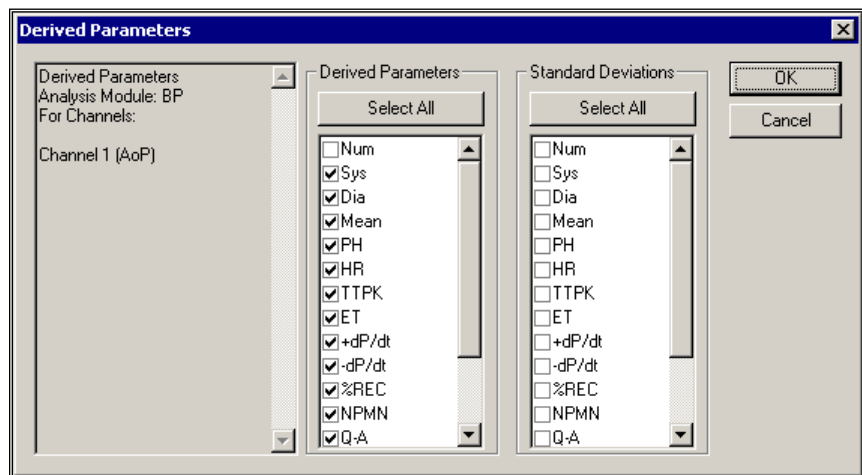 Derived Parameters
Derived Parameters
Analysis Module: BP
For Channels:
Channel 1 (AoP)
Derived Parameters
Select All
Num
Sys
Dia
Mean
PH
HR
TTPK
ET
+dP/dt
-dP/dt
%REC
NPMN
Q-A
Standard Deviations
Select All
Num
Sys
Dia
Mean
PH
HR
TTPK
ET
+dP/dt
-dP/dt
%REC
NPMN
Q-A
OK
Cancel